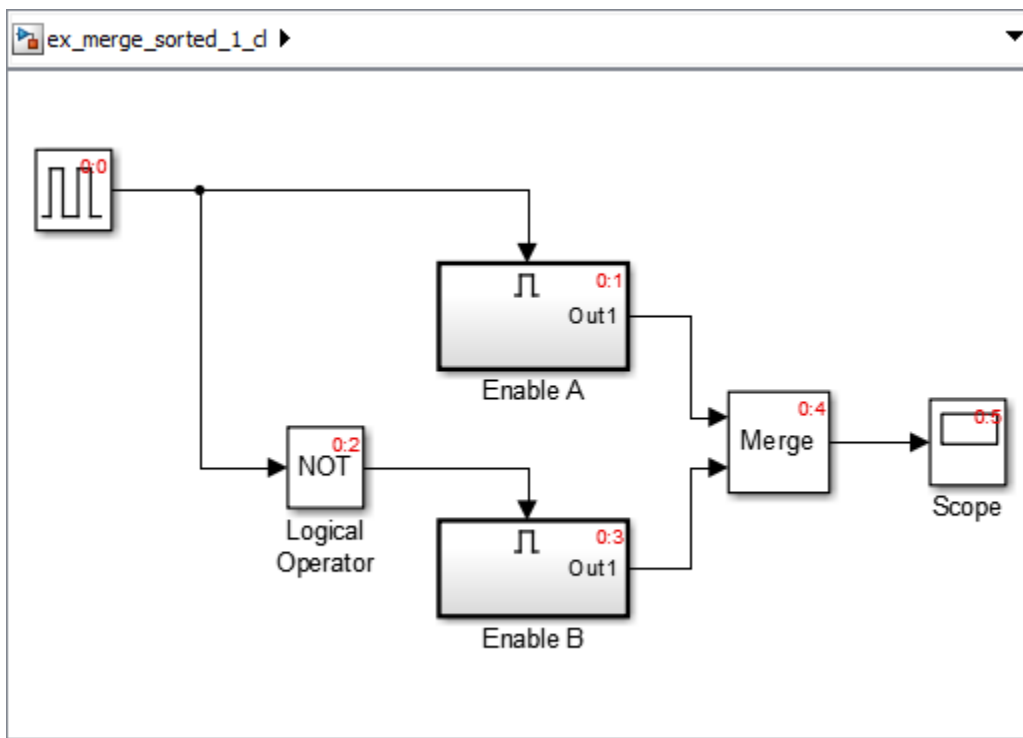 ex_merge_sorted_1_cl
0:0
0:1
Out1
Enable A
0:2
NOT
Logical
Operator
0:3
Out1
Enable B
0:4
Merge
0:5
Scope